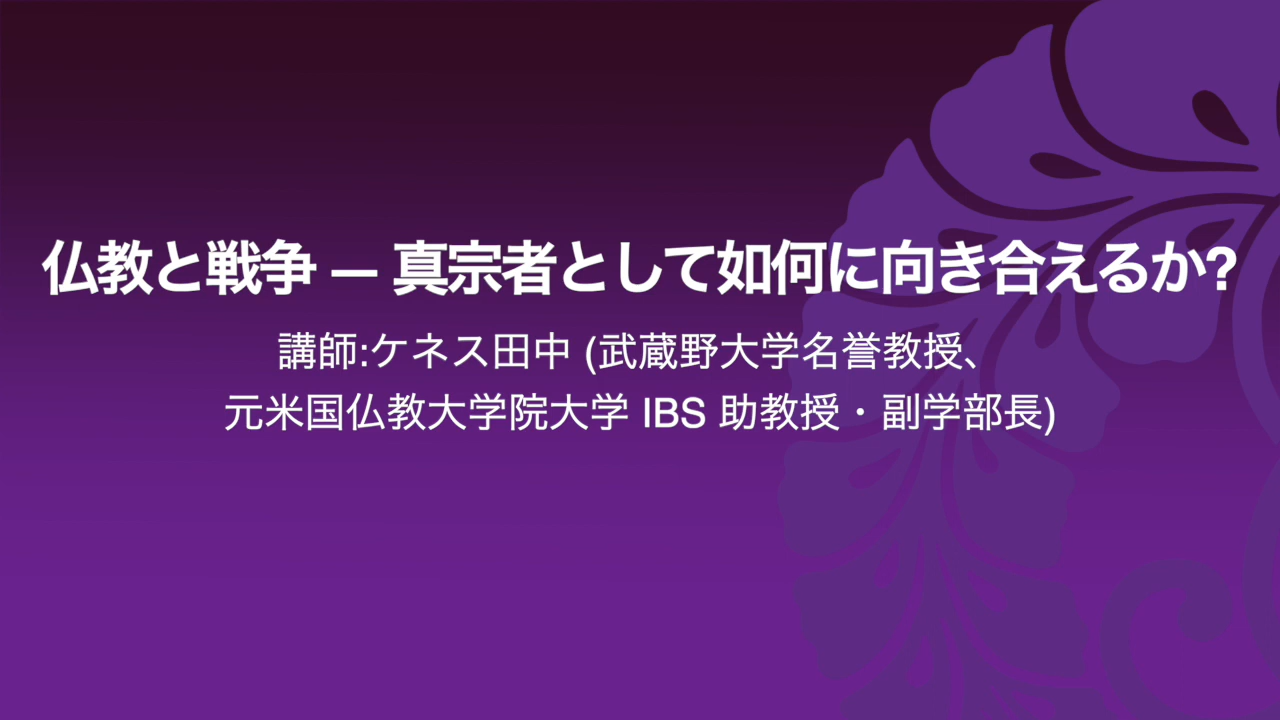 仏教と戦争 — 真宗者として如何に向き合えるか?
講師:ケネス田中 (武蔵野大学名誉教授、
元米国仏教大学院大学 IBS 助教授・副学部長)